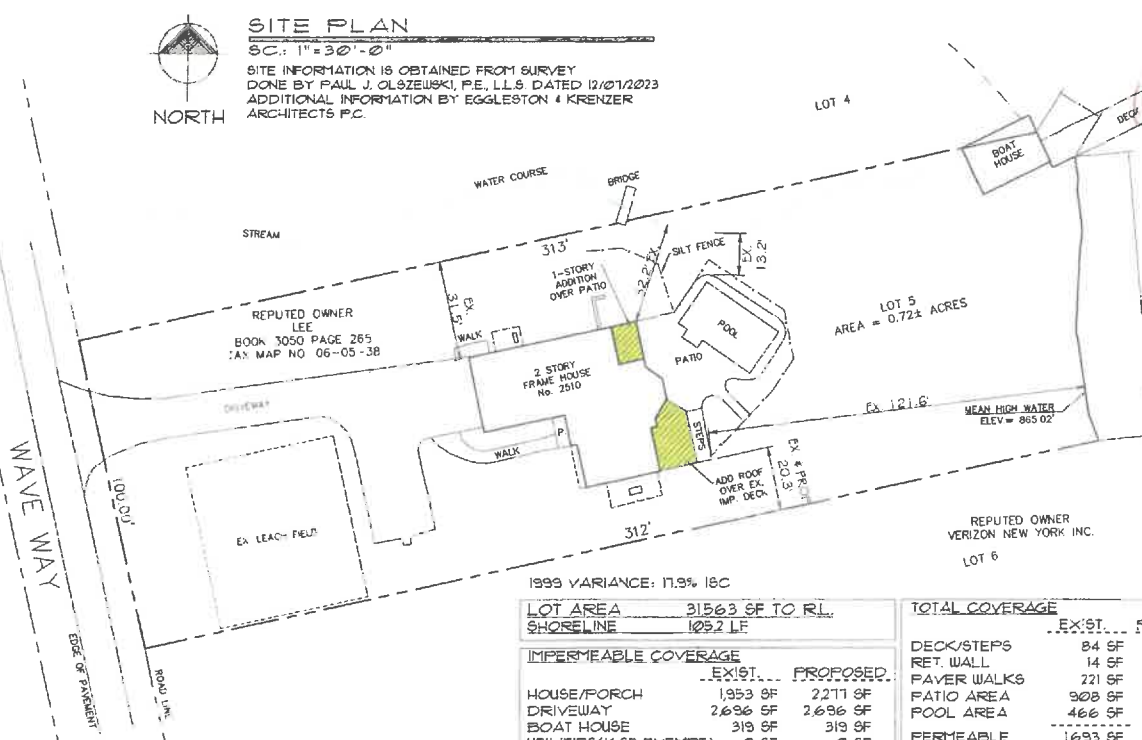 SITE PLAN
SC.: 1"=30'-0"
SITE INFORMATION IS OBTAINED FROM SURVEY
DONE BY PAUL J. OLSZEWSKI, P.E., L.L.S. DATED 12/07/2023
ADDITIONAL INFORMATION BY EGGLESTON & KRENZER
ARCHITECTS P.C.
NORTH
LOT 4
DECK
BOAT
HOUSE
WATER COURSE
BRIDGE
STREAM
313'
SILT FENCE
EX.
13.2'
22.2' EX.
1-STORY
ADDITION
OVER PATIO
EX.
31.5'
REPUTED OWNER
LEE
BOOK 3050 PAGE 265
TAX MAP NO. 06-05-38
WALK
POOL
LOT 5
AREA = 0.72± ACRES
PATIO
2 STORY
FRAME HOUSE
No. 2510
DRIVEWAY
EX. 121.6'
MEAN HIGH WATER
ELEV = 865.02'
STEPS
P
WALK
WAVE WAY
100.00'
EX. LEACH FIELD
ADD ROOF
OVER EX.
IMP. DECK
EX & PROP
20.3'
312'
REPUTED OWNER
VERIZON NEW YORK INC.
LOT 6
EDGE OF PAVEMENT
ROAD LINE
1999 VARIANCE: 17.9% ISC
LOT AREA 31563 SF TO R.L.
SHORELINE 105.2 LF
IMPERMEABLE COVERAGE
EXIST. PROPOSED
HOUSE/PORCH 1,953 SF 2,277 SF
DRIVEWAY 2,696 SF 2,696 SF
BOAT HOUSE 319 SF 319 SF
TOTAL COVERAGE
EXIST.
DECK/STEPS 84 SF
RET. WALL 14 SF
PAVER WALKS 221 SF
PATIO AREA 908 SF
POOL AREA 466 SF
PERMEABLE 1,693 SF